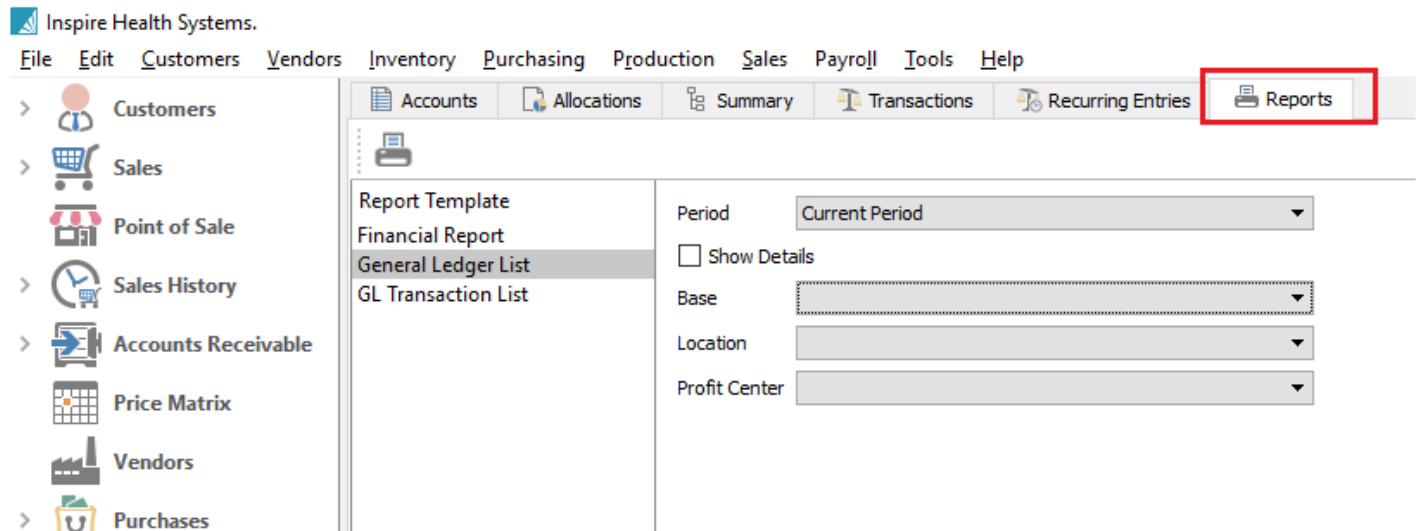 Inspire Health Systems.
File Edit Customers Vendors Inventory Purchasing Production Sales Payroll Tools Help
Accounts Allocations Summary Transactions Recurring Entries Reports
Customers
Sales
Point of Sale
Sales History
Accounts Receivable
Price Matrix
Vendors
Purchases
Report Template
Financial Report
General Ledger List
GL Transaction List
Period Current Period
Show Details
Base
Location
Profit Center